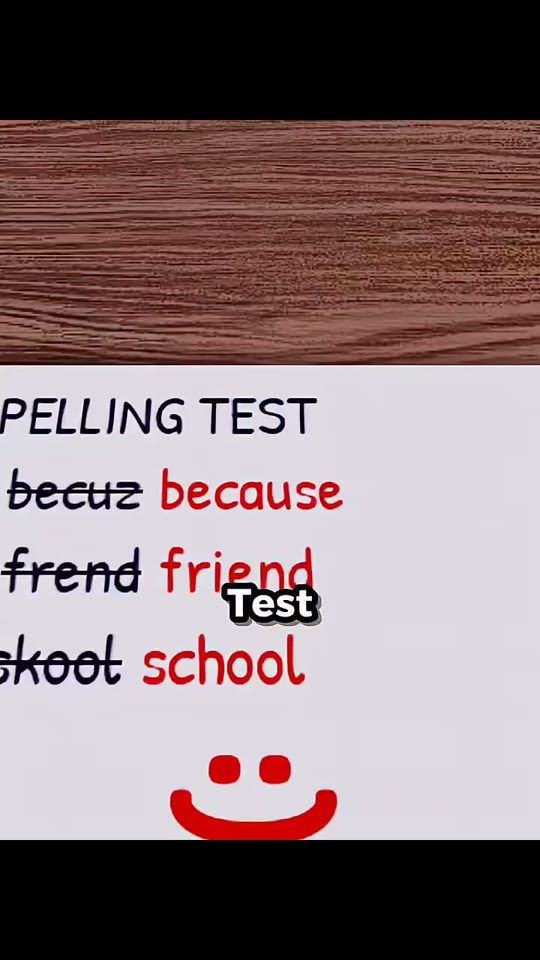 PELLING TEST
becuz because
frend friend
Test
skool school